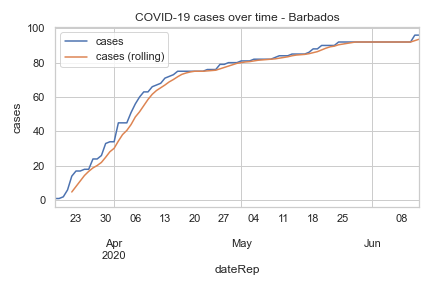 COVID-19 cases over time - Barbados
cases
cases (rolling)
100
80
60
40
20
0
cases
23 30 06 13 20 27 04 11 18 25 08
Apr May Jun
2020
dateRep